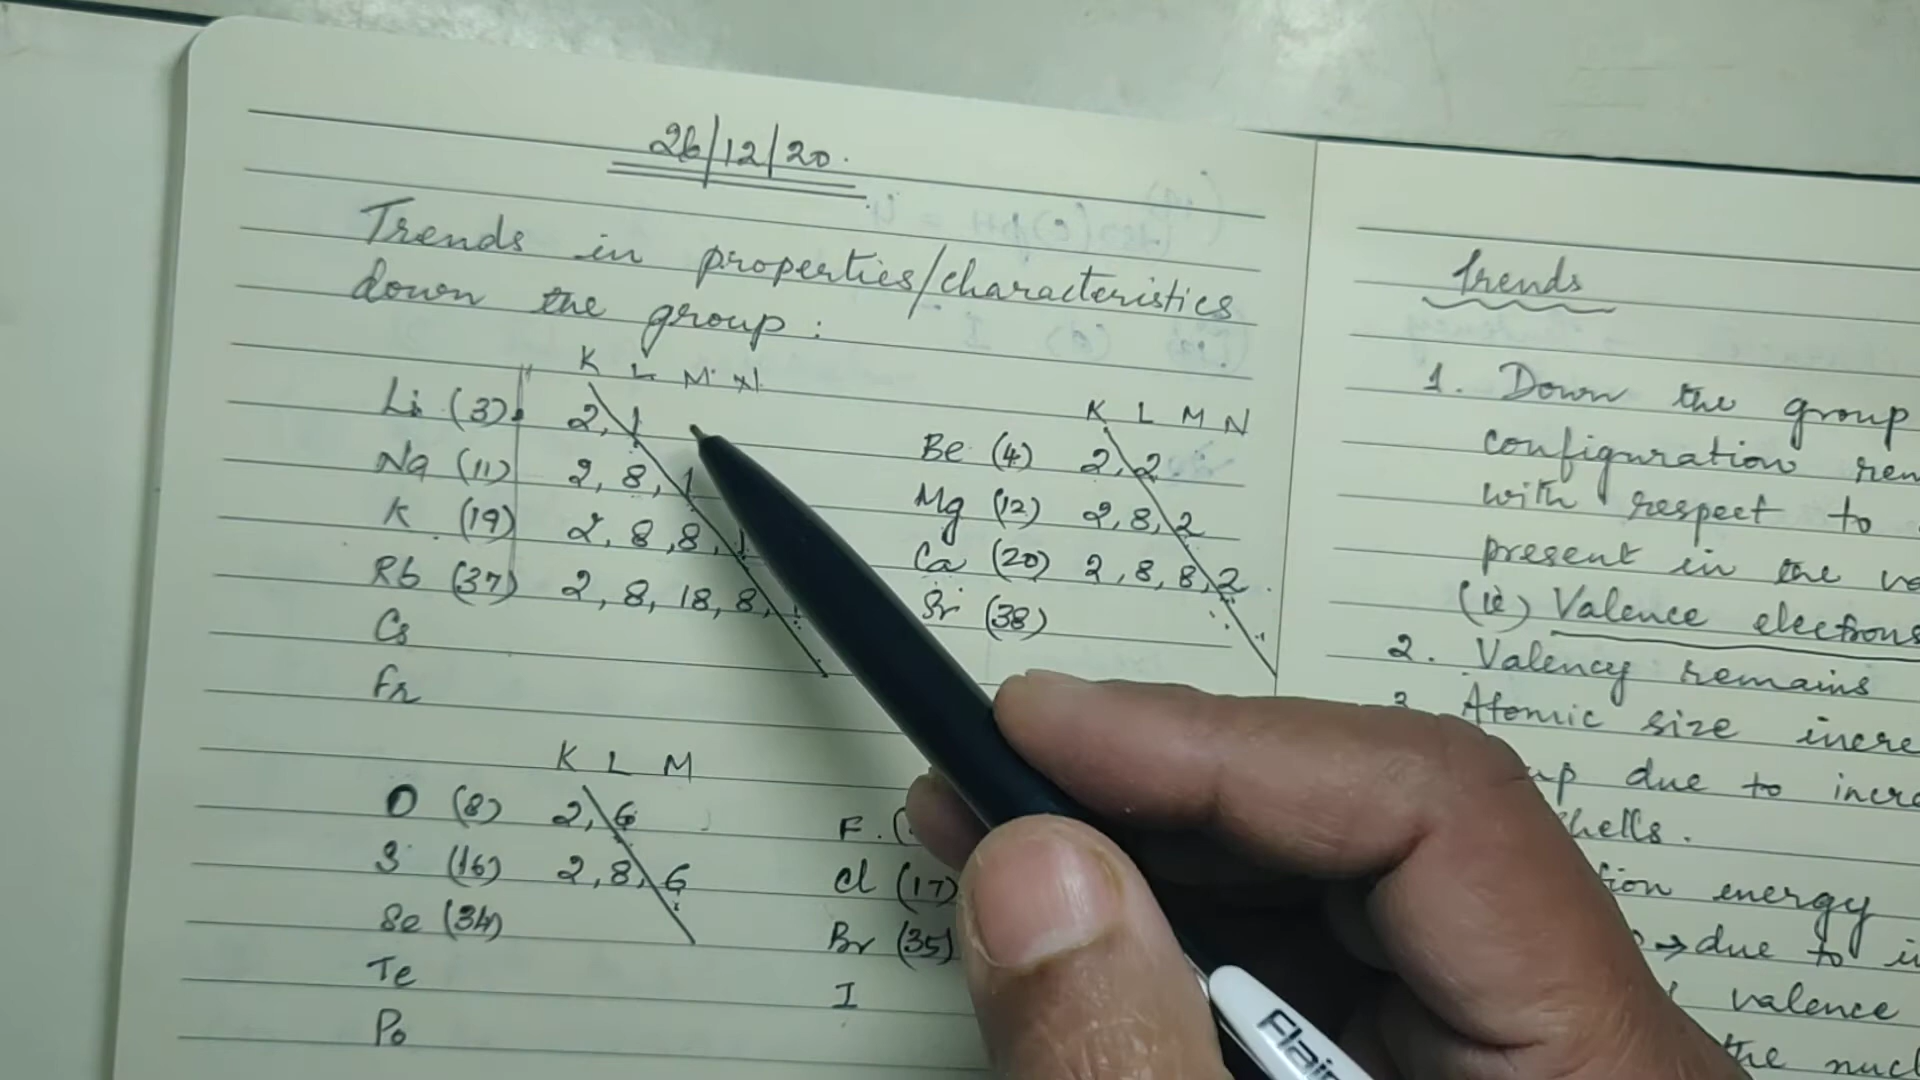 26/12/20.
Trends in properties/characteristics
down the group :
K L M N
Li (3) 2, 1
Na (11) 2, 8, 1
K (19) 2, 8, 8, 1
Rb (37) 2, 8, 18, 8,
Cs
Fr
K L M N
Be (4) 2, 2
Mg (12) 2, 8, 2
Ca (20) 2, 8, 8, 2
Sr (38)
K L M
O (8) 2, 6
S (16) 2, 8, 6
Se (34)
Te
Po
F. (
Cl (17)
Br (35)
I
Trends
1. Down the group
configuration
with respect to
present in the
(ie) Valence electrons
2. Valency remains
3. Atomic size
due to
shells.
energy
→ due to
valence
the
Flair